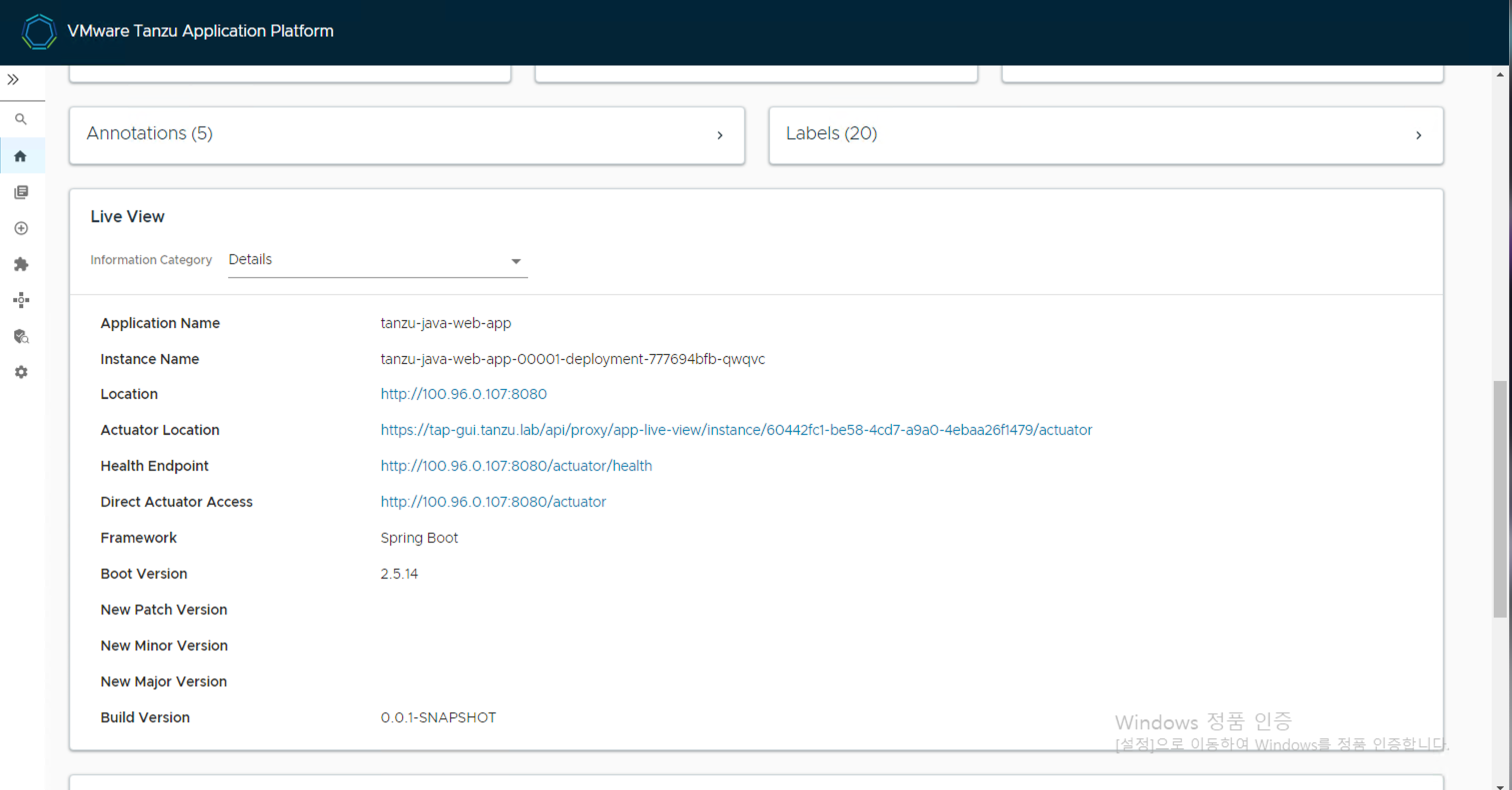 VMware Tanzu Application Platform
Annotations (5)
Labels (20)
Live View
Information Category Details
Application Name tanzu-java-web-app
Instance Name tanzu-java-web-app-00001-deployment-777694bfb-qwqvc
Location http://100.96.0.107:8080
Actuator Location https://tap-gui.tanzu.lab/api/proxy/app-live-view/instance/60442fc1-be58-4cd7-a9a0-4ebaa26f1479/actuator
Health Endpoint http://100.96.0.107:8080/actuator/health
Direct Actuator Access http://100.96.0.107:8080/actuator
Framework Spring Boot
Boot Version 2.5.14
New Patch Version
New Minor Version
New Major Version
Build Version 0.0.1-SNAPSHOT
Windows 정품 인증
[설정]으로 이동하여 Windows를 정품 인증합니다.